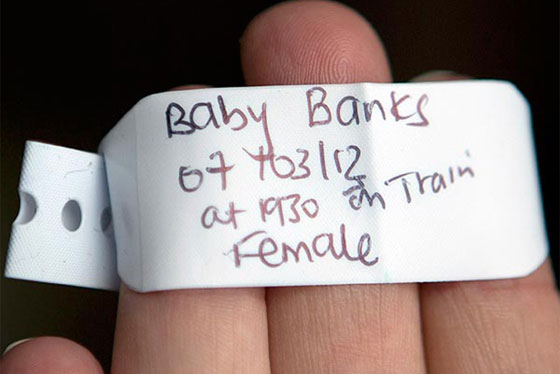 Baby Banks
07 /03/12
at 1930 on Train
Female